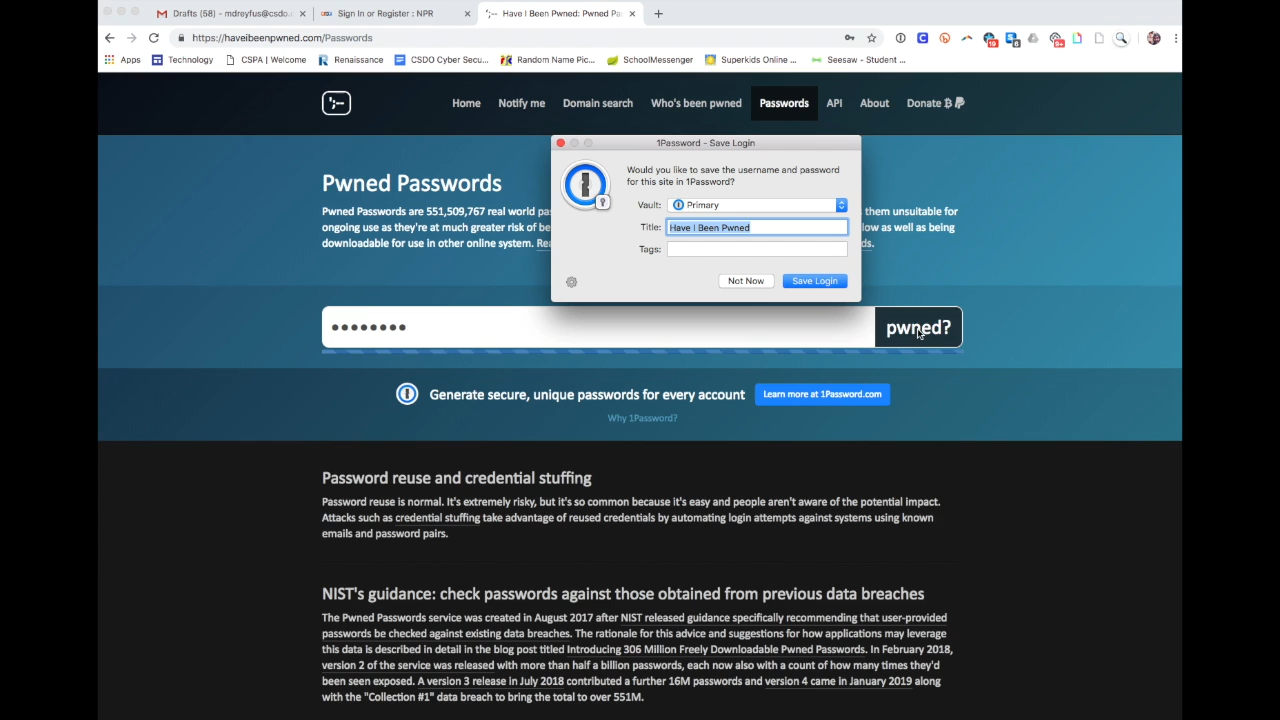 Drafts (58) - mdreyfus@csdo.
Sign In or Register : NPR
Have I Been Pwned: Pwned Pa
https://haveibeenpwned.com/Passwords
10
6
9+
Apps
Technology
CSPA | Welcome
Renaissance
CSDO Cyber Secu...
Random Name Pic...
SchoolMessenger
Superkids Online ...
Seesaw - Student ...
';--
Home
Notify me
Domain search
Who's been pwned
Passwords
API
About
Donate
1Password - Save Login
Would you like to save the username and password
for this site in 1Password?
Vault: Primary
Title: Have I Been Pwned
Tags:
Not Now
Save Login
Pwned Passwords
Pwned Passwords are 551,509,767 real world pa
them unsuitable for
ongoing use as they're at much greater risk of be
low as well as being
downloadable for use in other online system. Re
ds.
••••••••
pwned?
Generate secure, unique passwords for every account
Learn more at 1Password.com
Why 1Password?
Password reuse and credential stuffing
Password reuse is normal. It's extremely risky, but it's so common because it's easy and people aren't aware of the potential impact.
Attacks such as credential stuffing take advantage of reused credentials by automating login attempts against systems using known
emails and password pairs.
NIST's guidance: check passwords against those obtained from previous data breaches
The Pwned Passwords service was created in August 2017 after NIST released guidance specifically recommending that user-provided
passwords be checked against existing data breaches. The rationale for this advice and suggestions for how applications may leverage
this data is described in detail in the blog post titled Introducing 306 Million Freely Downloadable Pwned Passwords. In February 2018,
version 2 of the service was released with more than half a billion passwords, each now also with a count of how many times they'd
been seen exposed. A version 3 release in July 2018 contributed a further 16M passwords and version 4 came in January 2019 along
with the "Collection #1" data breach to bring the total to over 551M.